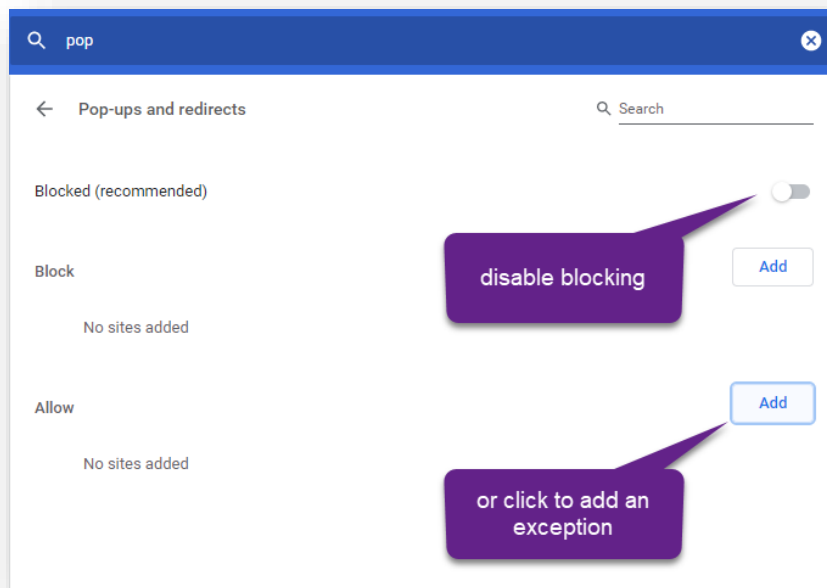 pop
Pop-ups and redirects
Search
Blocked (recommended)
disable blocking
Block
Add
No sites added
Allow
Add
No sites added
or click to add an
exception